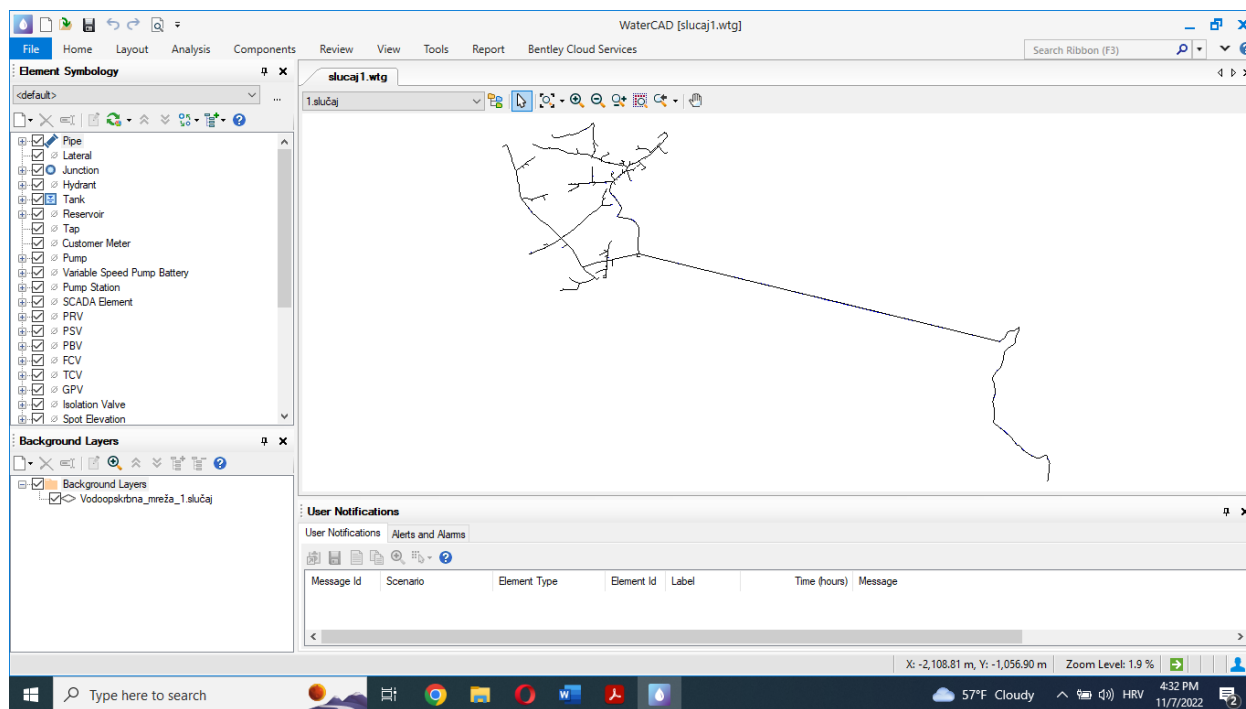 WaterCAD [slucaj1.wtg]
File Home Layout Analysis Components Review View Tools Report Bentley Cloud Services Search Ribbon (F3)
Element Symbology
<default>
...
Pipe
Lateral
Junction
Hydrant
Tank
Reservoir
Tap
Customer Meter
Pump
Variable Speed Pump Battery
Pump Station
SCADA Element
PRV
PSV
PBV
FCV
TCV
GPV
Isolation Valve
Spot Elevation
Background Layers
Background Layers
Vodoopskrbna_mreža_1.slučaj
slucaj1.wtg
1.slučaj
User Notifications
User Notifications Alerts and Alarms
Message Id Scenario Element Type Element Id Label Time (hours) Message
X: -2,108.81 m, Y: -1,056.90 m Zoom Level: 1.9 %
Type here to search
57°F Cloudy
HRV
4:32 PM
11/7/2022
2